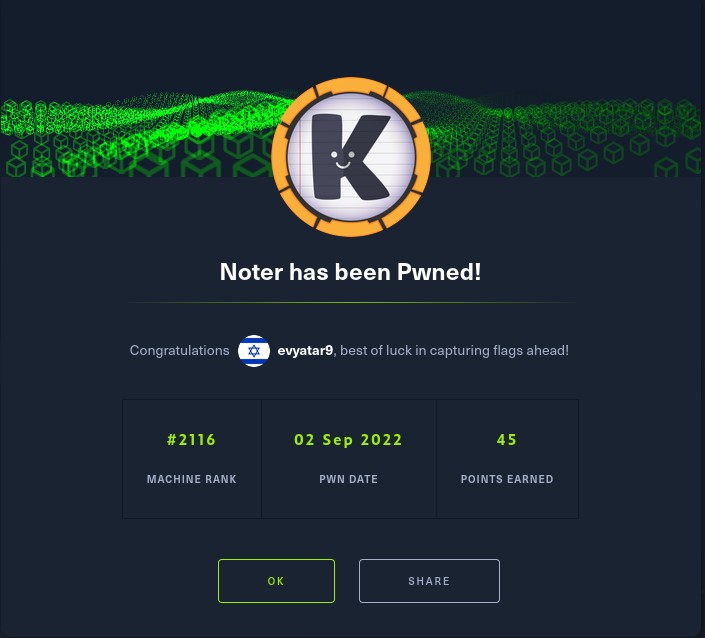 K
Noter has been Pwned!
Congratulations evyatar9, best of luck in capturing flags ahead!
#2116 02 Sep 2022 45
MACHINE RANK PWN DATE POINTS EARNED
OK SHARE